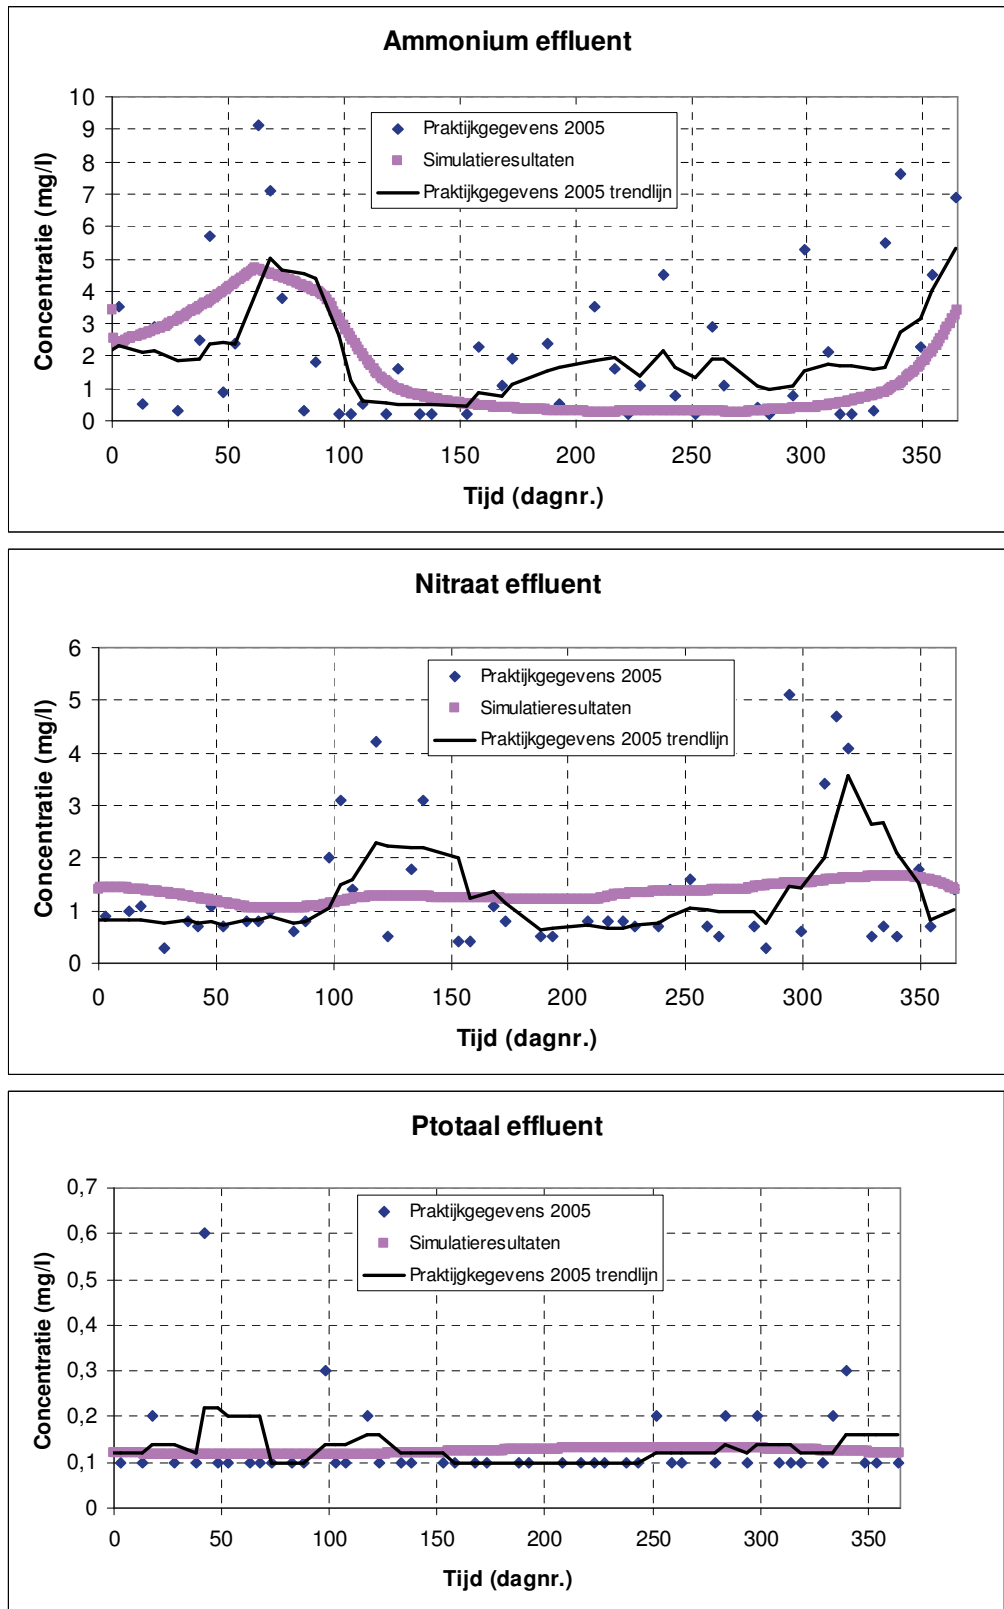 Ammonium effluent
Concentratie (mg/l)
10
9
8
7
6
5
4
3
2
1
0
Praktijkgegevens 2005
Simulatieresultaten
Praktijkgegevens 2005 trendlijn
0 50 100 150 200 250 300 350
Tijd (dagnr.)
Nitraat effluent
Concentratie (mg/l)
6
5
4
3
2
1
0
Praktijkgegevens 2005
Simulatieresultaten
Praktijkgegevens 2005 trendlijn
0 50 100 150 200 250 300 350
Tijd (dagnr.)
Ptotaal effluent
Concentratie (mg/l)
0,7
0,6
0,5
0,4
0,3
0,2
0,1
0
Praktijkgegevens 2005
Simulatieresultaten
Praktijgkegevens 2005 trendlijn
0 50 100 150 200 250 300 350
Tijd (dagnr.)